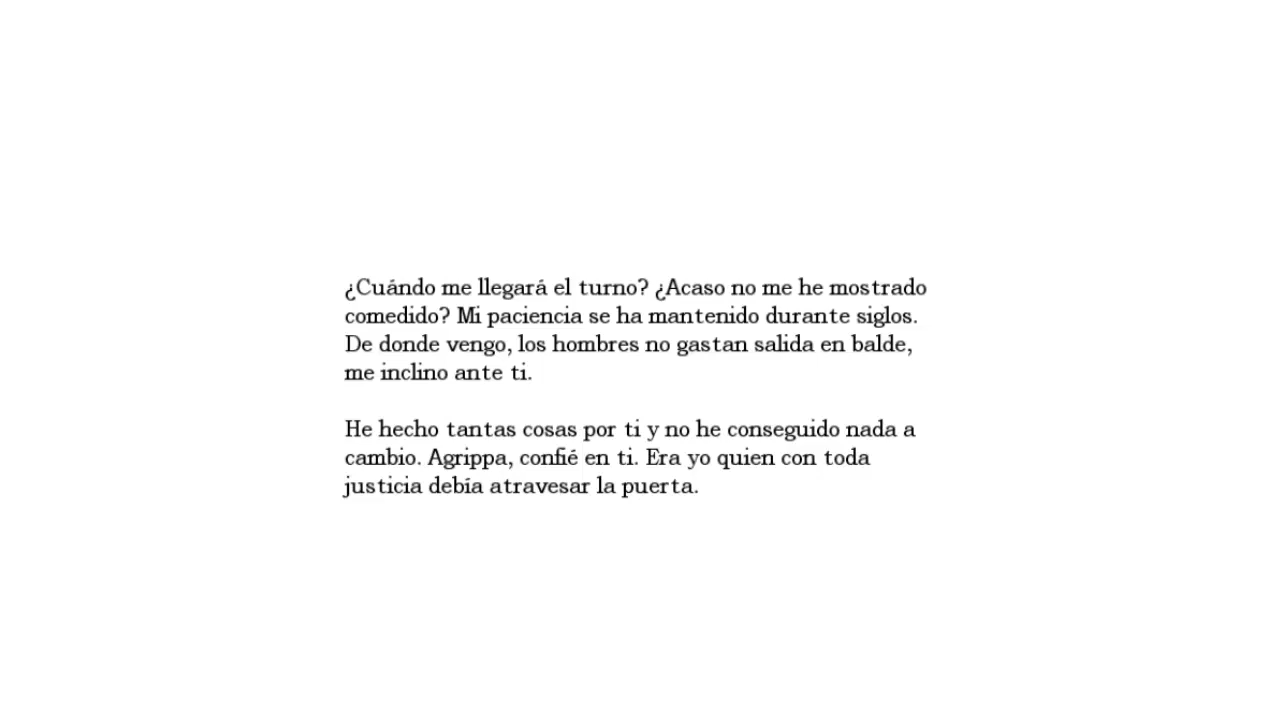 ¿Cuándo me llegará el turno? ¿Acaso no me he mostrado
comedido? Mi paciencia se ha mantenido durante siglos.
De donde vengo, los hombres no gastan salida en balde,
me inclino ante ti.
He hecho tantas cosas por ti y no he conseguido nada a
cambio. Agrippa, confié en ti. Era yo quien con toda
justicia debía atravesar la puerta.